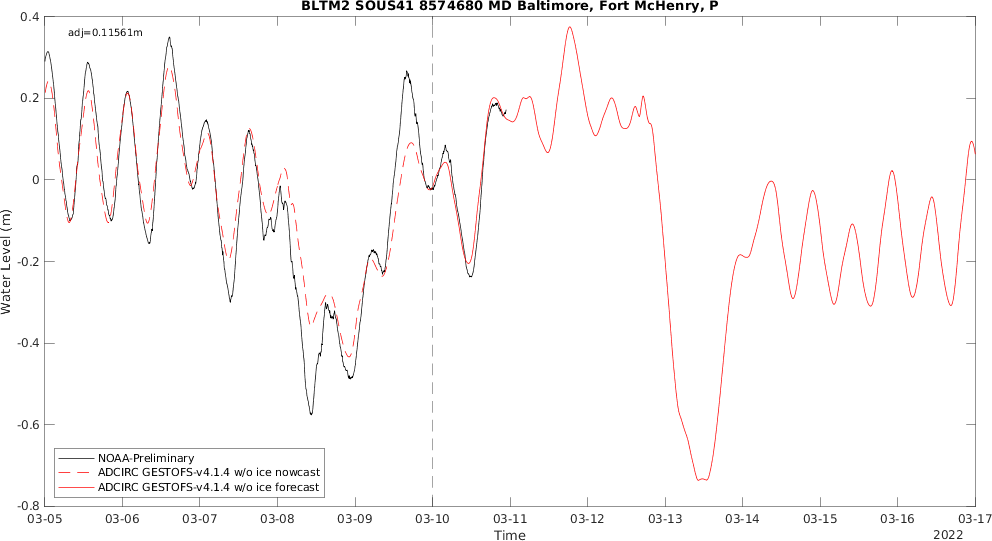 BLTM2 SOUS41 8574680 MD Baltimore, Fort McHenry, P
adj=0.11561m
0.4
0.2
0
-0.2
-0.4
-0.6
-0.8
Water Level (m)
NOAA-Preliminary
ADCIRC GESTOFS-v4.1.4 w/o ice nowcast
ADCIRC GESTOFS-v4.1.4 w/o ice forecast
03-05 03-06 03-07 03-08 03-09 03-10 03-11 03-12 03-13 03-14 03-15 03-16 03-17
Time
2022